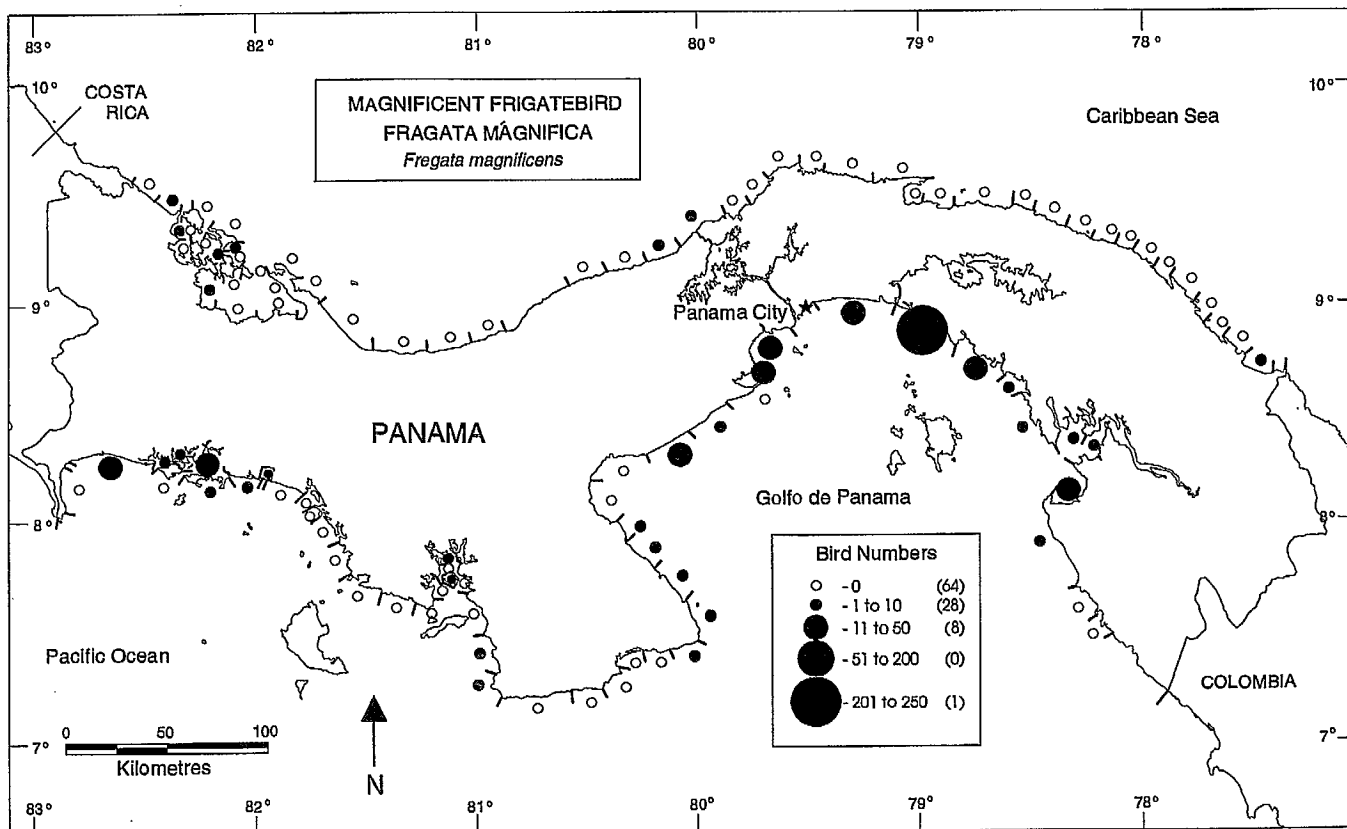 83° 82° 81° 80° 79° 78°
10° 10°
COSTA
RICA
MAGNIFICENT FRIGATEBIRD
FRAGATA MÁGNIFICA
Fregata magnificens
Caribbean Sea
9° 9°
Panama City
PANAMA
Golfo de Panama
8° 8°
Bird Numbers
-0 (64)
-1 to 10 (28)
-11 to 50 (8)
-51 to 200 (0)
-201 to 250 (1)
Pacific Ocean
COLOMBIA
0 50 100
Kilometres
N
7° 7°
83° 82° 81° 80° 79° 78°